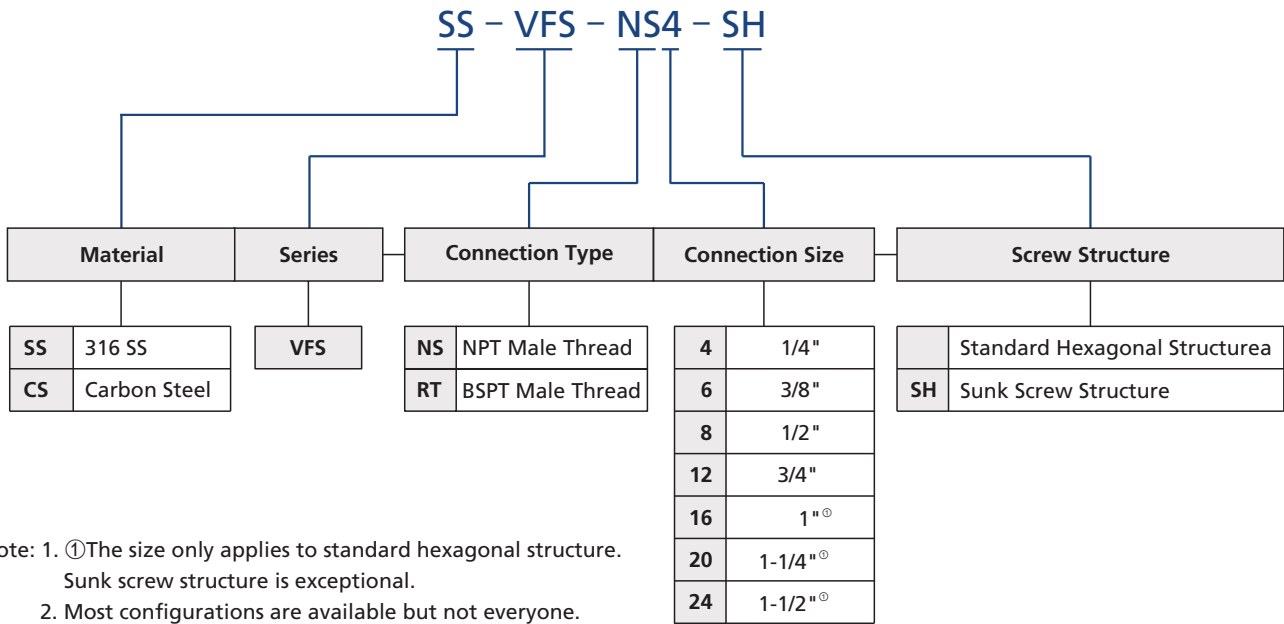 SS – VFS – NS4 – SH
Material Series Connection Type Connection Size Screw Structure
SS 316 SS
CS Carbon Steel
VFS
NS NPT Male Thread
RT BSPT Male Thread
4 1/4"
6 3/8"
8 1/2"
12 3/4"
16 1"①
20 1-1/4"①
24 1-1/2"①
Standard Hexagonal Structurea
SH Sunk Screw Structure
ote: 1. ①The size only applies to standard hexagonal structure.
Sunk screw structure is exceptional.
2. Most configurations are available but not everyone.